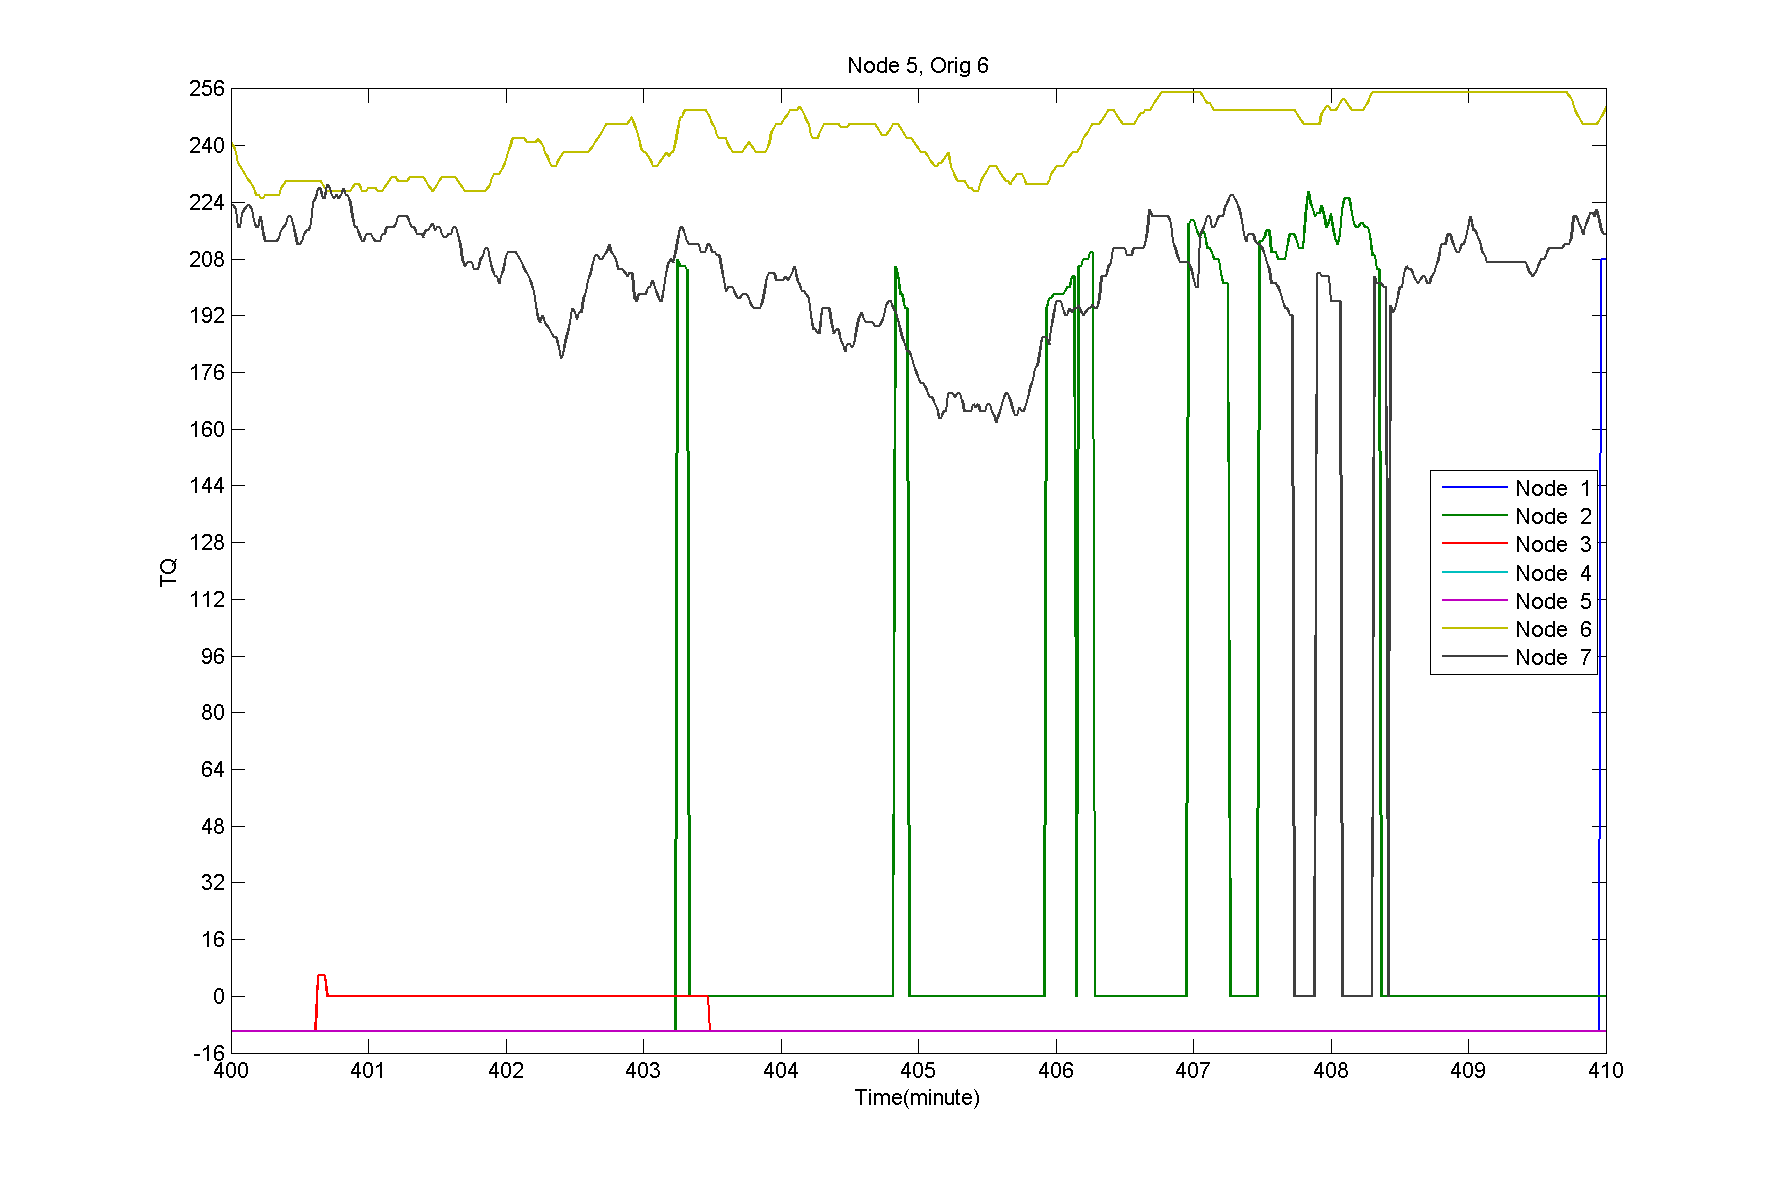 Node 5, Orig 6
256
240
224
208
192
176
160
144
128
112
96
80
64
48
32
16
0
-16
TQ
400 401 402 403 404 405 406 407 408 409 410
Time(minute)
Node 1
Node 2
Node 3
Node 4
Node 5
Node 6
Node 7